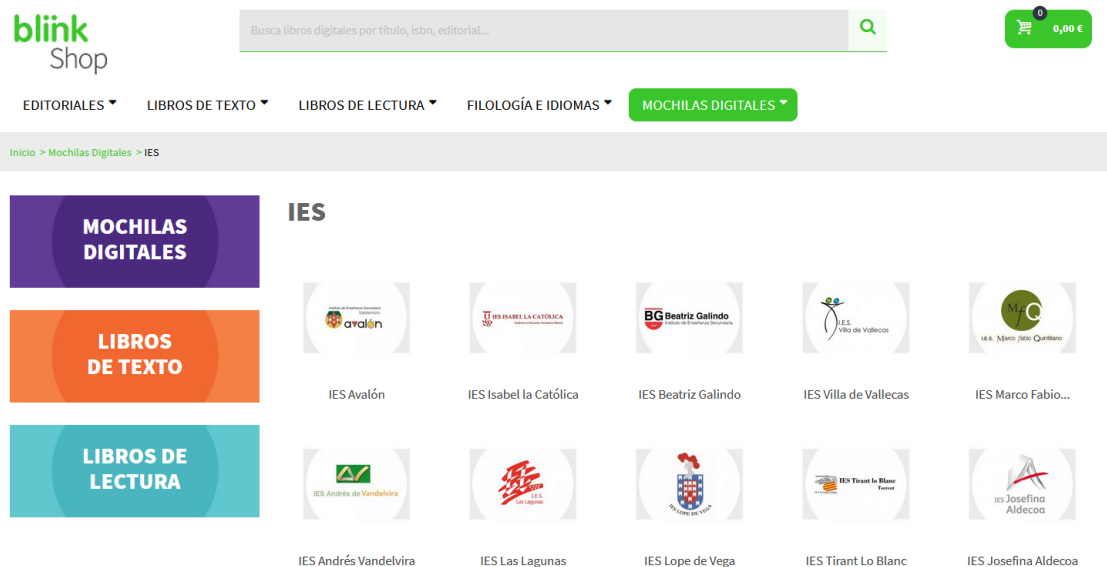 blink
Shop
Busca libros digitales por título, isbn, editorial...
0
0,00 €
EDITORIALES
LIBROS DE TEXTO
LIBROS DE LECTURA
FILOLOGÍA E IDIOMAS
MOCHILAS DIGITALES
Inicio > Mochilas Digitales > IES
MOCHILAS
DIGITALES
LIBROS
DE TEXTO
LIBROS DE
LECTURA
IES
avalón
IES ISABEL LA CATÓLICA
BG Beatriz Galindo
Instituto de Enseñanza Secundaria
I.E.S.
Villa de Vallecas
MfQ
I.E.S. Marco fabio Quintiliano
IES Avalón
IES Isabel la Católica
IES Beatriz Galindo
IES Villa de Vallecas
IES Marco Fabio...
IES Andrés de Vandelvira
I.E.S.
Las Lagunas
IES LOPE DE VEGA
IES Tirant lo Blanc
Torrent
IES Josefina
Aldecoa
IES Andrés Vandelvira
IES Las Lagunas
IES Lope de Vega
IES Tirant Lo Blanc
IES Josefina Aldecoa